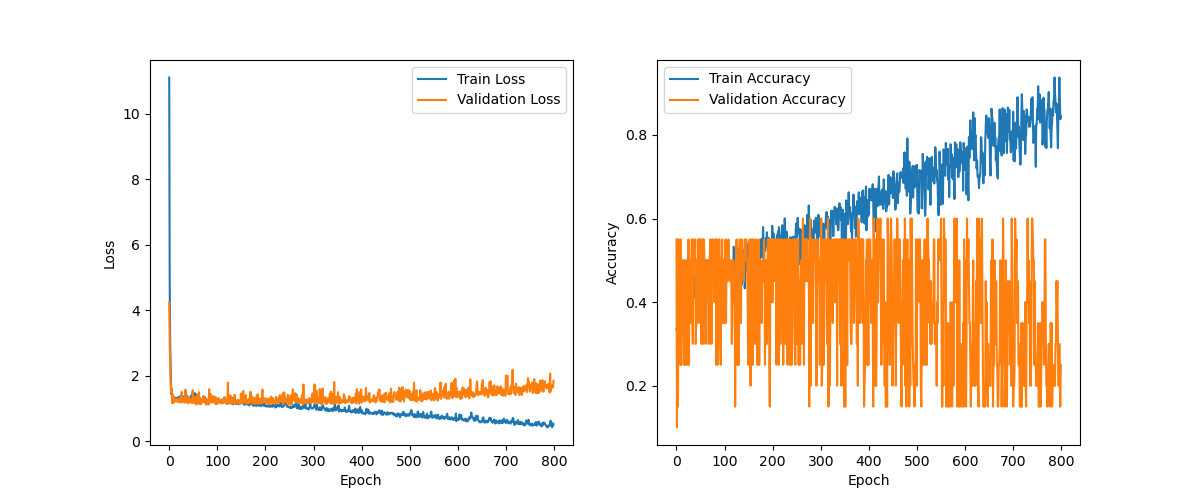 Train Loss
Validation Loss
10
8
6
4
2
0
Loss
0 100 200 300 400 500 600 700 800
Epoch
Train Accuracy
Validation Accuracy
0.8
0.6
0.4
0.2
Accuracy
0 100 200 300 400 500 600 700 800
Epoch